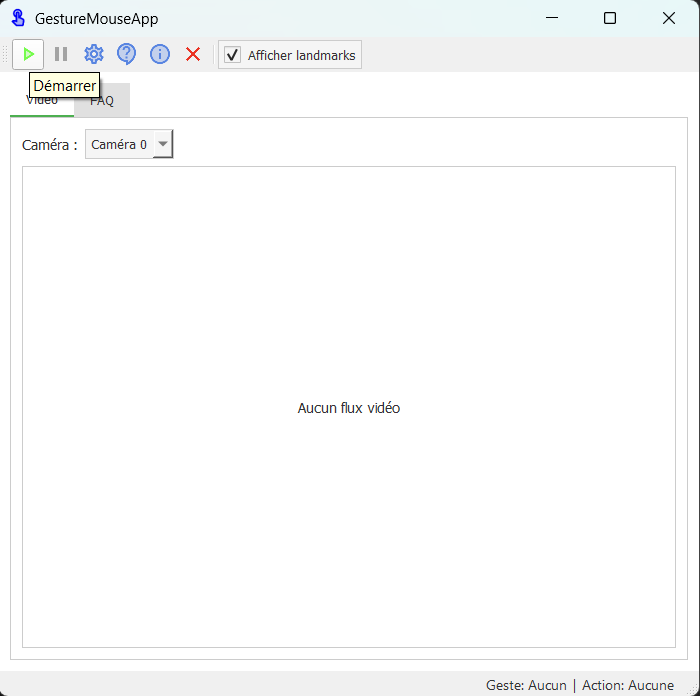 GestureMouseApp
Afficher landmarks
Démarrer
Vidéo FAQ
Caméra : Caméra 0
Aucun flux vidéo
Geste: Aucun | Action: Aucune